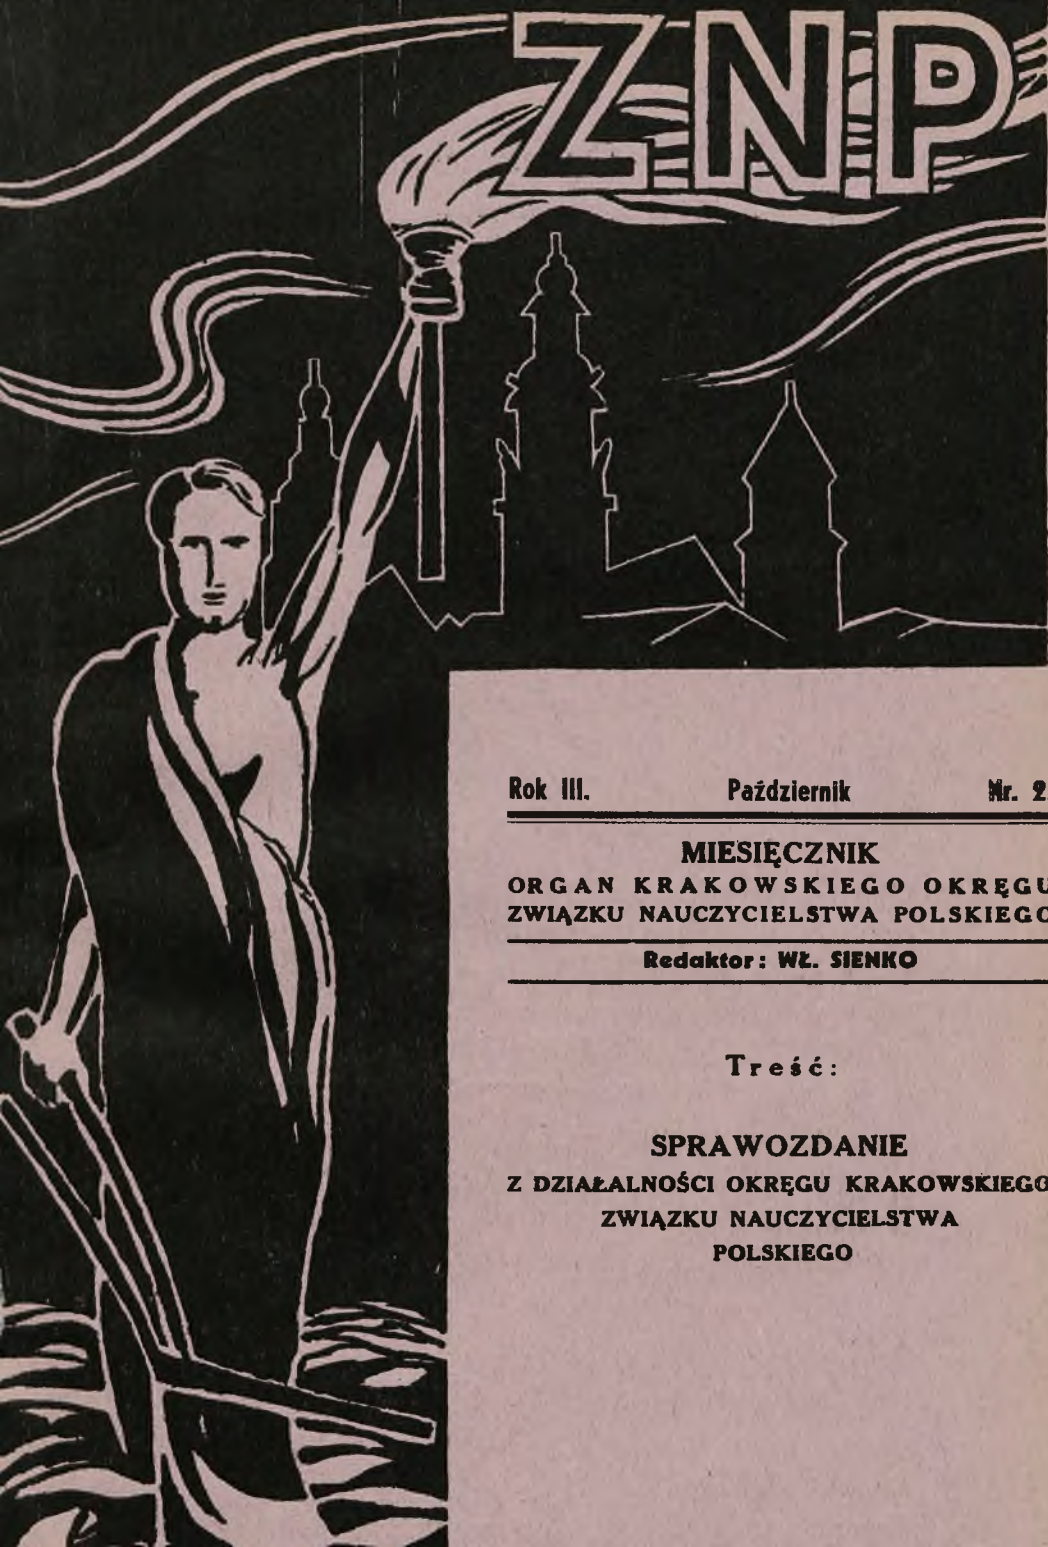 ZNP
Rok III. Październik Nr. 2
MIESIĘCZNIK
ORGAN KRAKOWSKIEGO OKRĘGU
ZWIĄZKU NAUCZYCIELSTWA POLSKIEGO
Redaktor: WŁ. SIENKO
Treść:
SPRAWOZDANIE
Z DZIAŁALNOŚCI OKRĘGU KRAKOWSKIEGO
ZWIĄZKU NAUCZYCIELSTWA
POLSKIEGO